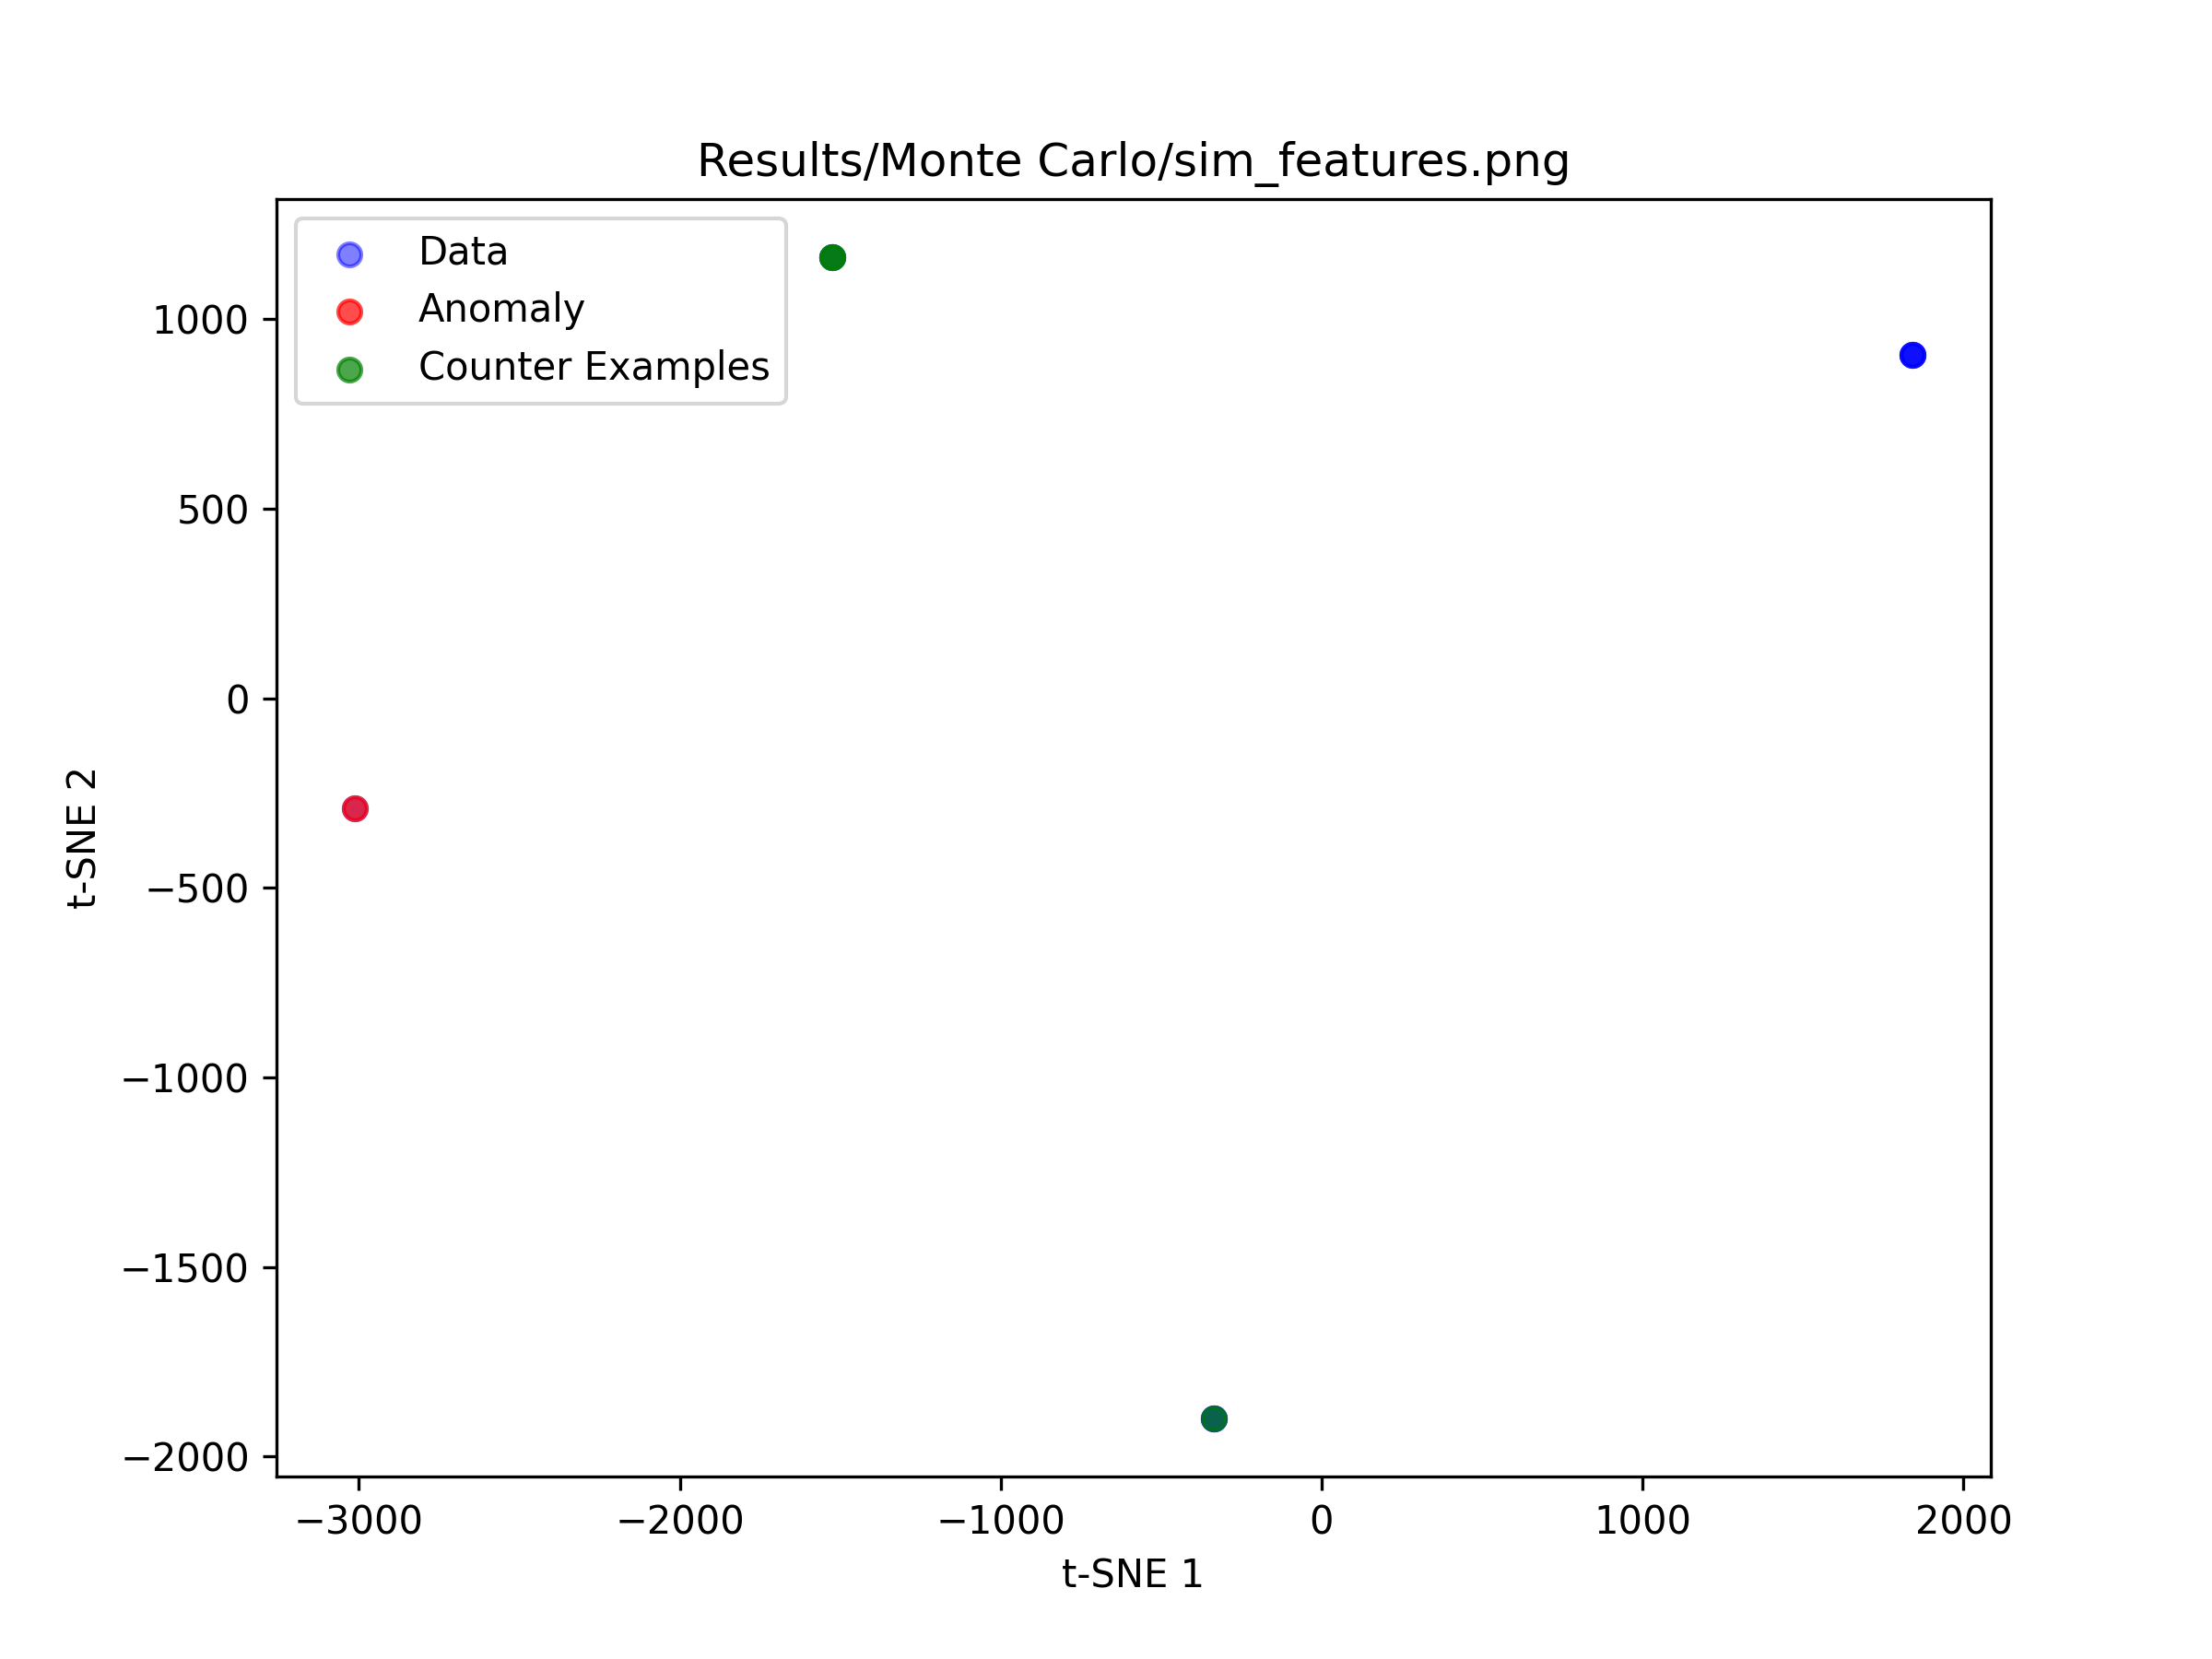 Results/Monte Carlo/sim_features.png
Data
Anomaly
Counter Examples
1000
500
0
−500
−1000
−1500
−2000
t-SNE 2
−3000 −2000 −1000 0 1000 2000
t-SNE 1